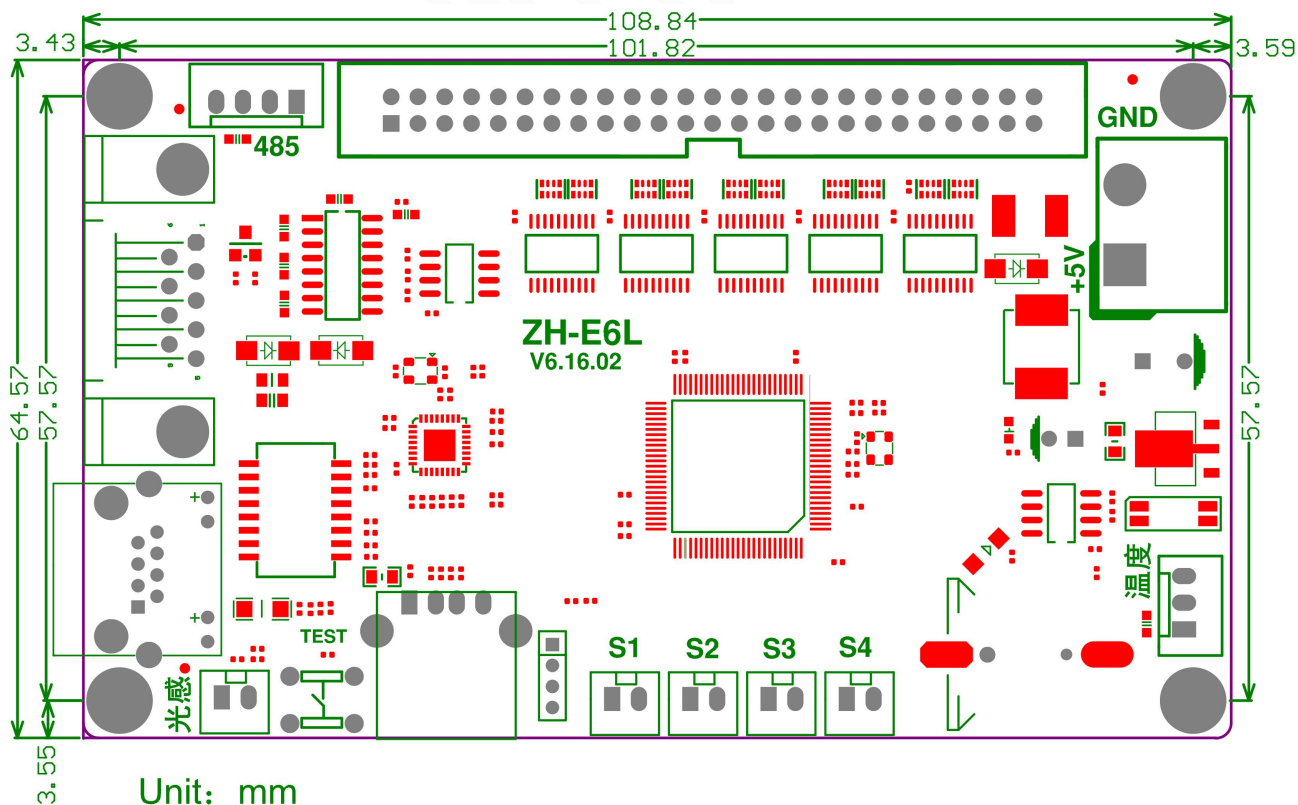 108.84
3.43
101.82
3.59
GND
485
+5V
ZH-E6L
V6.16.02
64.57
57.57
57.57
+
+
温度
TEST
S1
S2
S3
S4
光感
3.55
Unit: mm